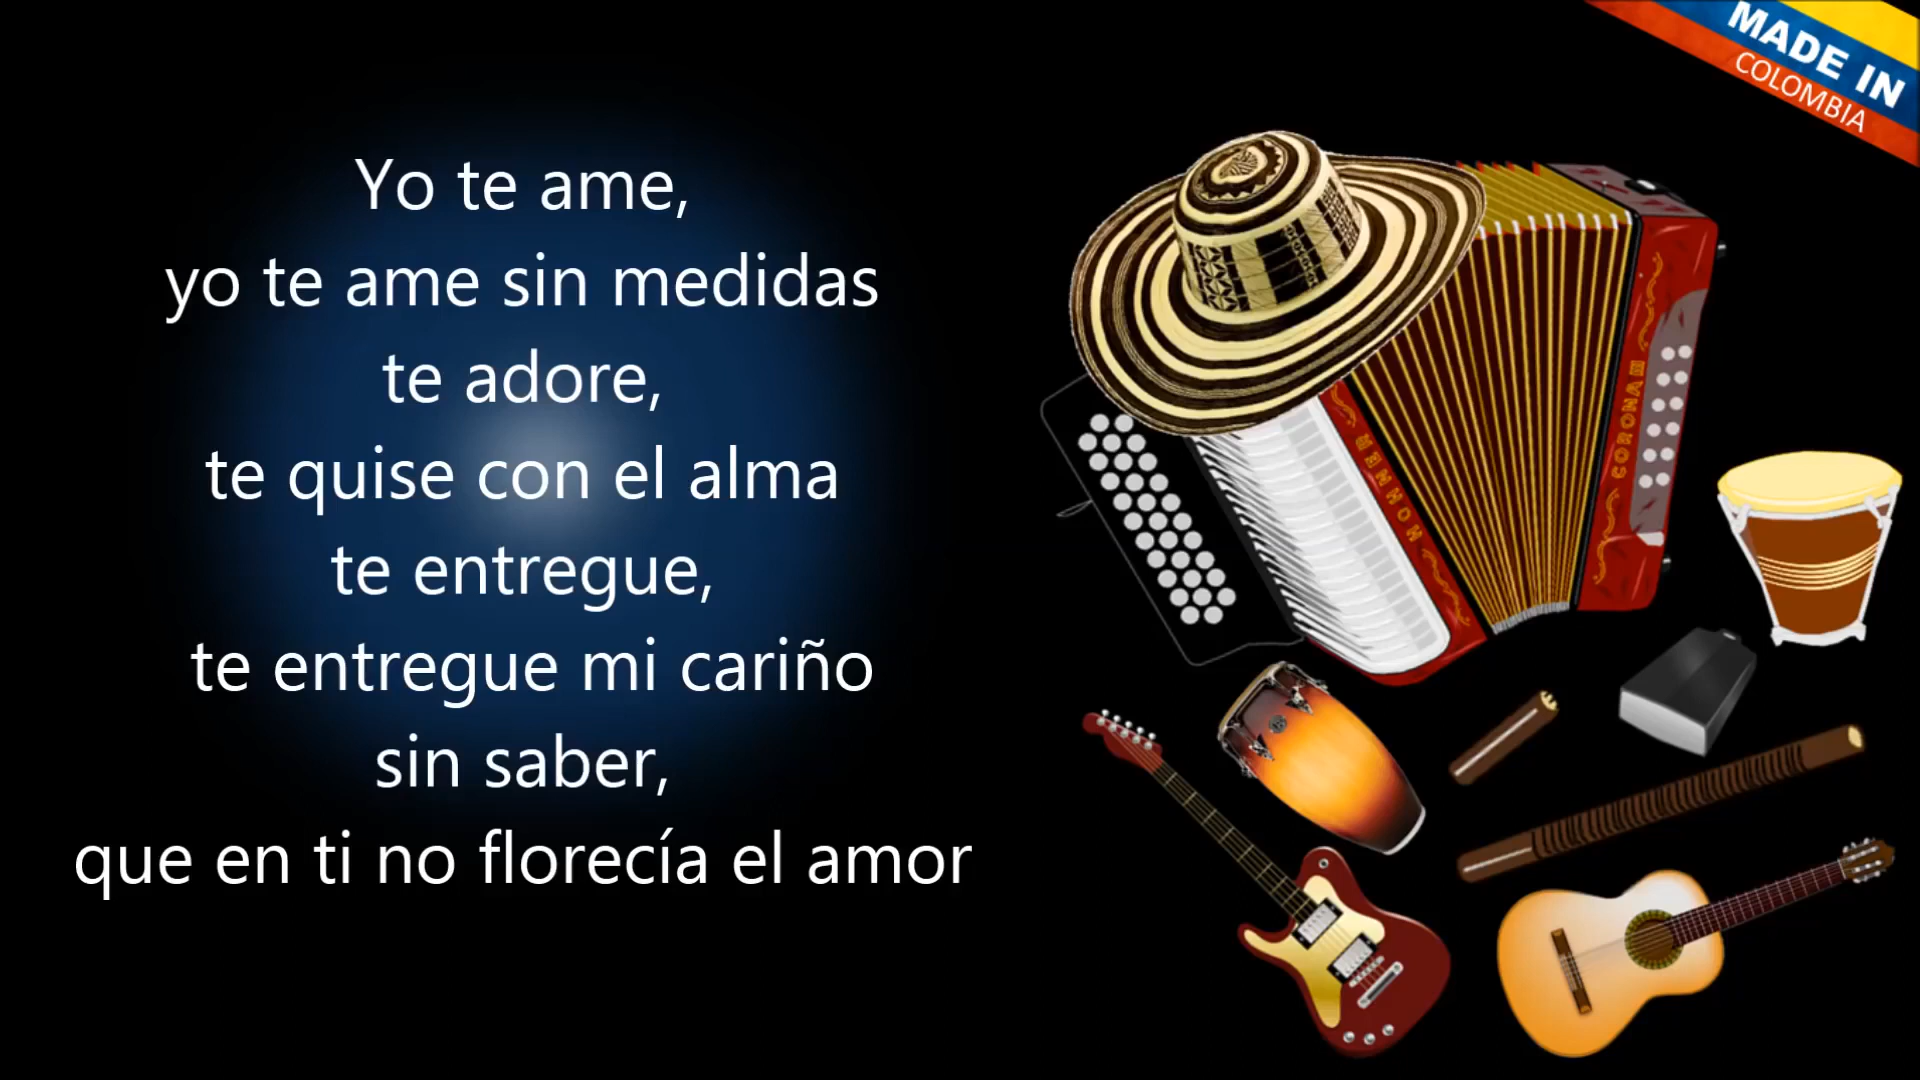 MADE IN
COLOMBIA
Yo te ame,
yo te ame sin medidas
te adore,
te quise con el alma
te entregue,
te entregue mi cariño
sin saber,
que en ti no florecía el amor
CORONA III